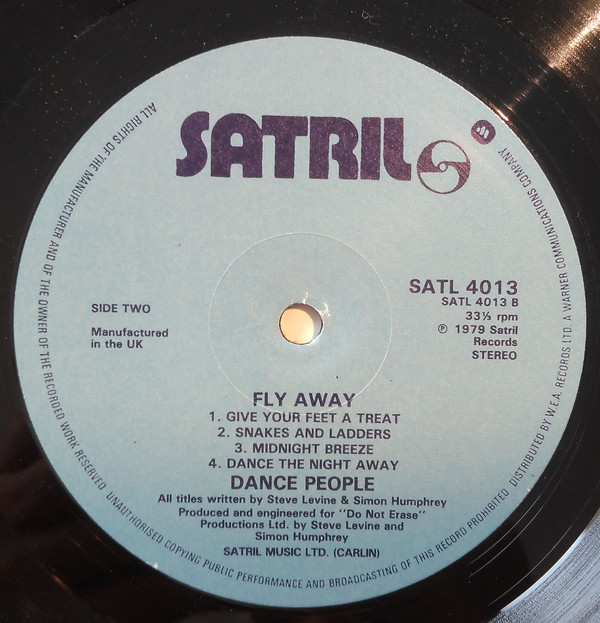 SATRIL
SATL 4013
SATL 4013 B
33⅓ rpm
℗ 1979 Satril
Records
STEREO
SIDE TWO
Manufactured
in the UK
FLY AWAY
1. GIVE YOUR FEET A TREAT
2. SNAKES AND LADDERS
3. MIDNIGHT BREEZE
4. DANCE THE NIGHT AWAY
DANCE PEOPLE
All titles written by Steve Levine & Simon Humphrey
Produced and engineered for "Do Not Erase"
Productions Ltd. by Steve Levine and
Simon Humphrey
SATRIL MUSIC LTD. (CARLIN)
ALL RIGHTS OF THE MANUFACTURER AND OF THE OWNER OF THE RECORDED WORK RESERVED UNAUTHORISED COPYING PUBLIC PERFORMANCE AND BROADCASTING OF THIS RECORD PROHIBITED DISTRIBUTED BY W.E.A. RECORDS LTD. A WARNER COMMUNICATIONS COMPANY